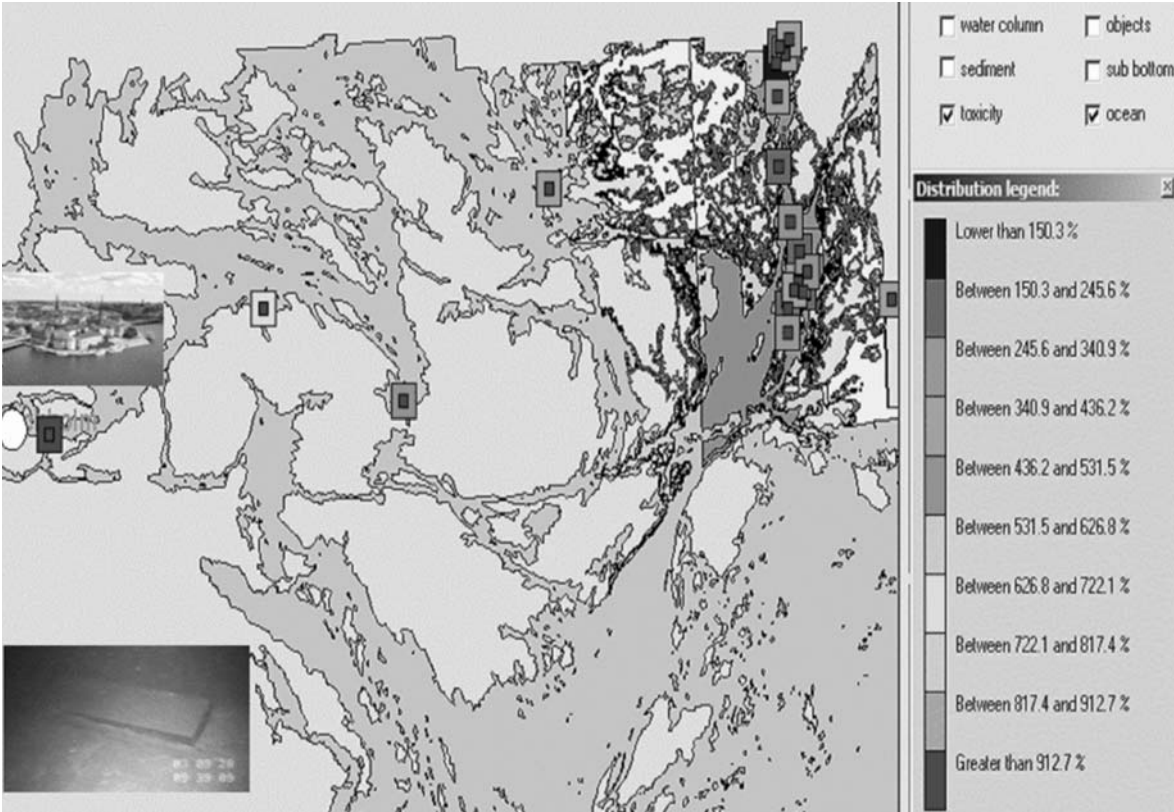 water column
objects
sediment
sub bottom
toxicity
ocean
Distribution legend:
Lower than 150.3 %
Between 150.3 and 245.6 %
Between 245.6 and 340.9 %
Between 340.9 and 436.2 %
Between 436.2 and 531.5 %
Between 531.5 and 626.8 %
Between 626.8 and 722.1 %
Between 722.1 and 817.4 %
Between 817.4 and 912.7 %
Greater than 912.7 %